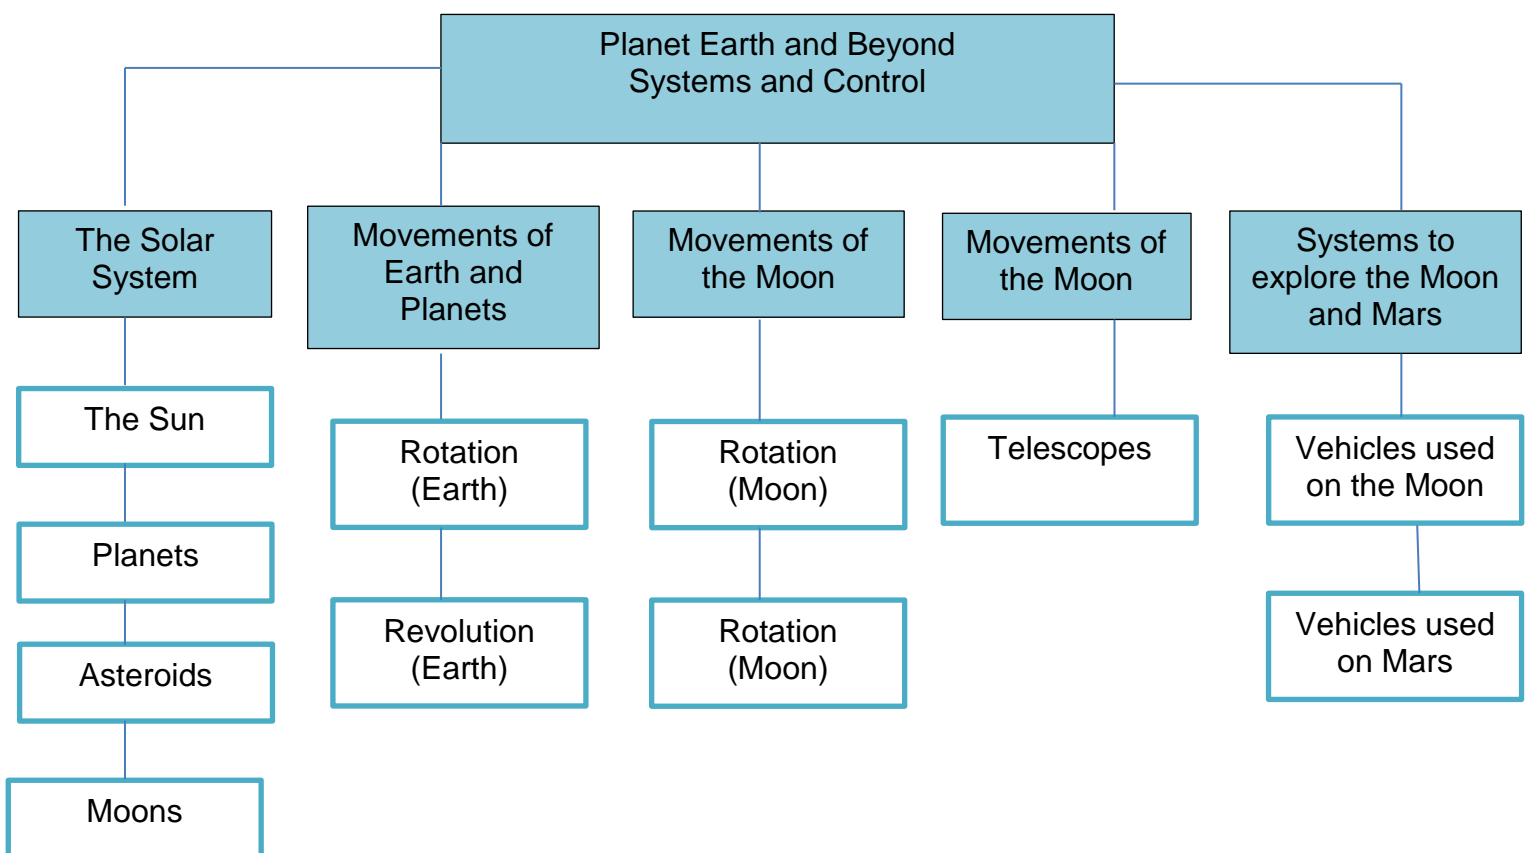 Planet Earth and Beyond
Systems and Control
The Solar
System
Movements of
Earth and
Planets
Movements of
the Moon
Movements of
the Moon
Systems to
explore the Moon
and Mars
The Sun
Planets
Asteroids
Moons
Rotation
(Earth)
Revolution
(Earth)
Rotation
(Moon)
Rotation
(Moon)
Telescopes
Vehicles used
on the Moon
Vehicles used
on Mars